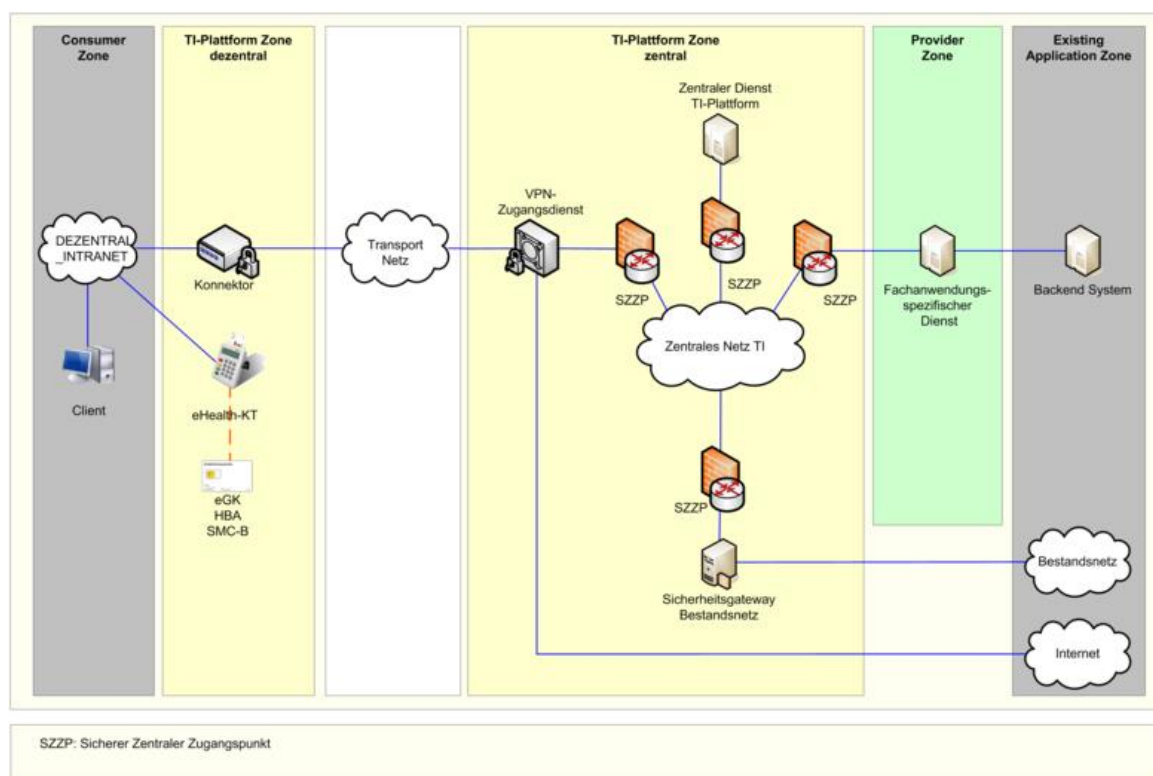 Consumer
Zone
TI-Plattform Zone
dezentral
TI-Plattform Zone
zentral
Provider
Zone
Existing
Application Zone
Zentraler Dienst
TI-Plattform
VPN-
Zugangsdienst
DEZENTRAL
_INTRANET
Konnektor
Transport
Netz
SZZP
SZZP
SZZP
Fachanwendungs-
spezifischer
Dienst
Backend System
Zentrales Netz TI
Client
eHealth-KT
eGK
HBA
SMC-B
SZZP
Sicherheitsgateway
Bestandsnetz
Bestandsnetz
Internet
SZZP: Sicherer Zentraler Zugangspunkt